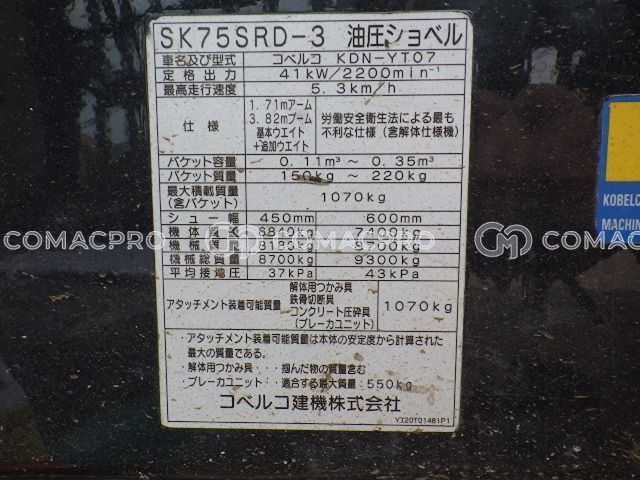 SK75SRD-3 油圧ショベル
車名及び型式 コベルコ KDN-YT07
定格出力 41kW/2200min⁻¹
最高走行速度 5.3km/h
仕様 1.71mアーム 3.82mブーム 基本ウエイト +追加ウエイト 労働安全衛生法による最も不利な仕様(含解体仕様機)
バケット容量 0.11m³～0.35m³
バケット質量 150kg～220kg
最大積載質量(含バケット) 1070kg
シュー幅 450mm 600mm
機体質量
機械質量
機械総質量 8700kg 9300kg
平均接地圧 37kPa 43kPa
アタッチメント装着可能質量 解体用つかみ具 鉄骨切断具 コンクリート圧砕具 (ブレーカユニット) 1070kg
・アタッチメント装着可能質量は本体の安定度から計算された
最大の質量である。
・解体用つかみ具・・・掴んだ物の質量含む
・ブレーカユニット・・適合する最大質量:550kg
コベルコ建機株式会社
YT20T01481P1
KOBELCO
MACHIN
COMACPRO COMACPRO COMACPRO